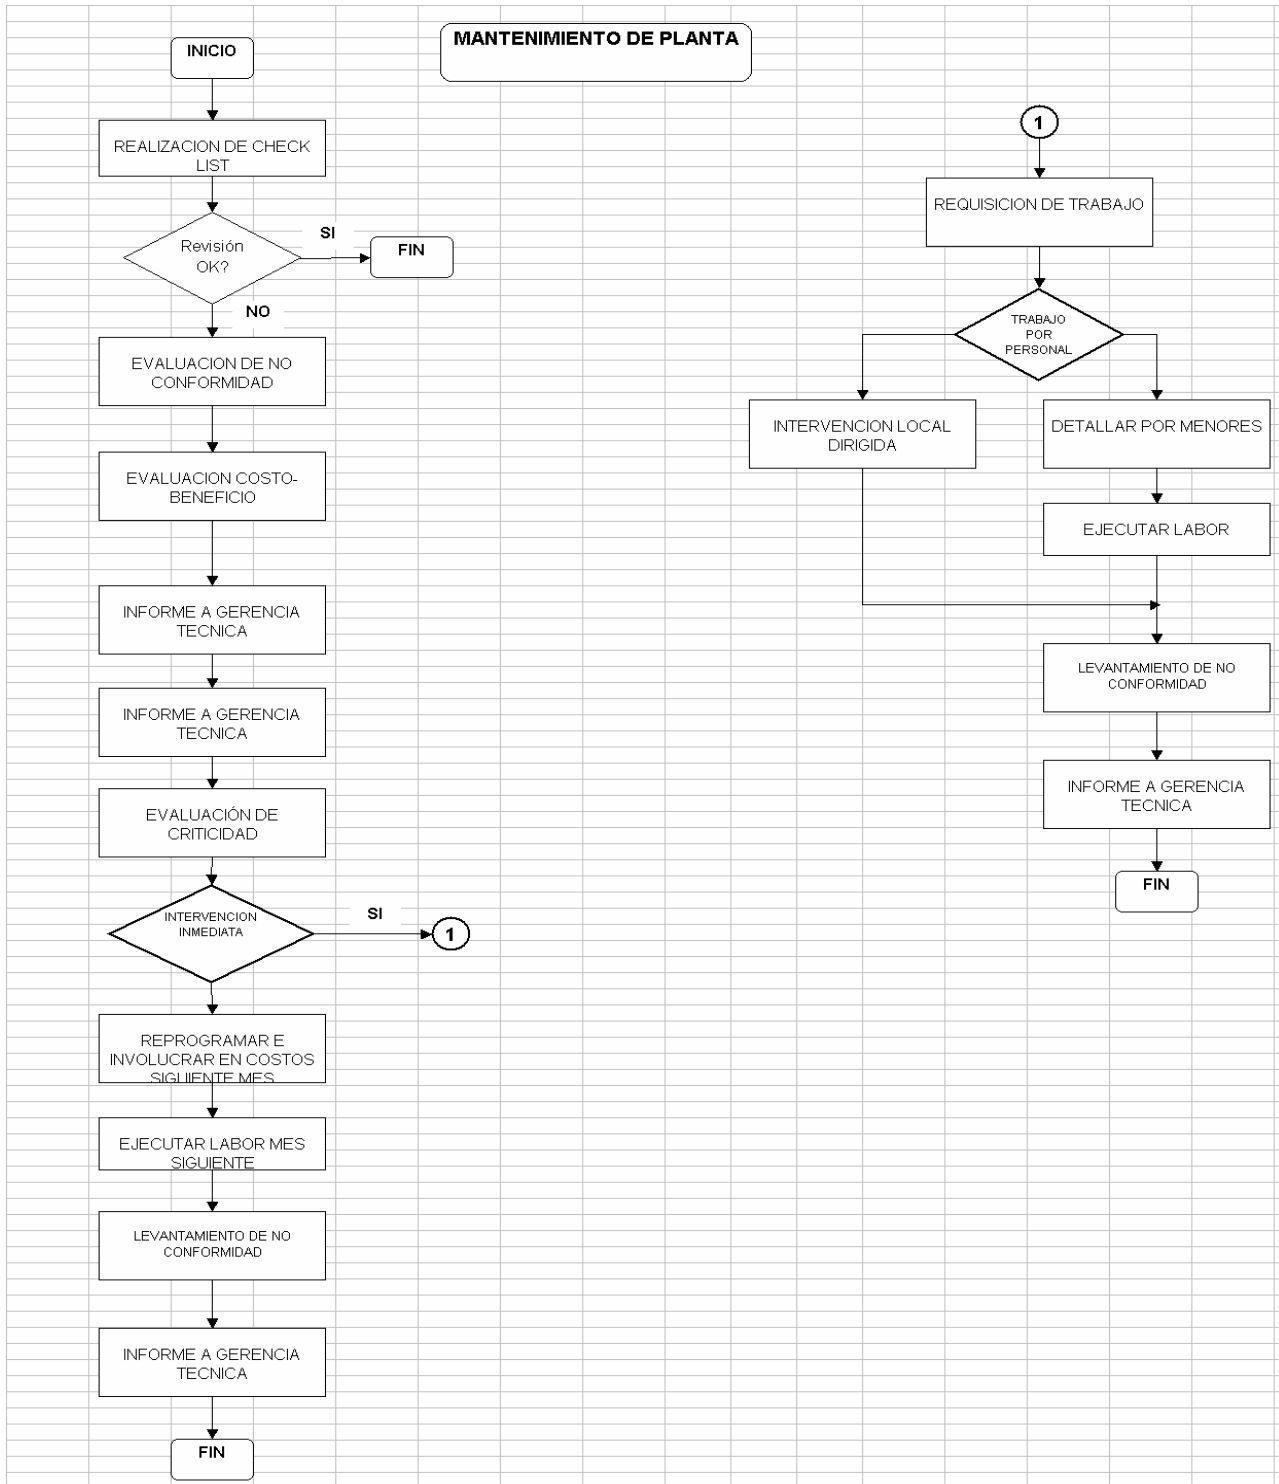 MANTENIMIENTO DE PLANTA
INICIO
REALIZACION DE CHECK
LIST
Revisión
OK?
SI
FIN
NO
EVALUACION DE NO
CONFORMIDAD
EVALUACION COSTO-
BENEFICIO
INFORME A GERENCIA
TECNICA
INFORME A GERENCIA
TECNICA
EVALUACIÓN DE
CRITICIDAD
INTERVENCION
INMEDIATA
SI
1
REPROGRAMAR E
INVOLUCRAR EN COSTOS
SIGUIENTE MES
EJECUTAR LABOR MES
SIGUIENTE
LEVANTAMIENTO DE NO
CONFORMIDAD
INFORME A GERENCIA
TECNICA
FIN
1
REQUISICION DE TRABAJO
TRABAJO
POR
PERSONAL
INTERVENCION LOCAL
DIRIGIDA
DETALLAR POR MENORES
EJECUTAR LABOR
LEVANTAMIENTO DE NO
CONFORMIDAD
INFORME A GERENCIA
TECNICA
FIN